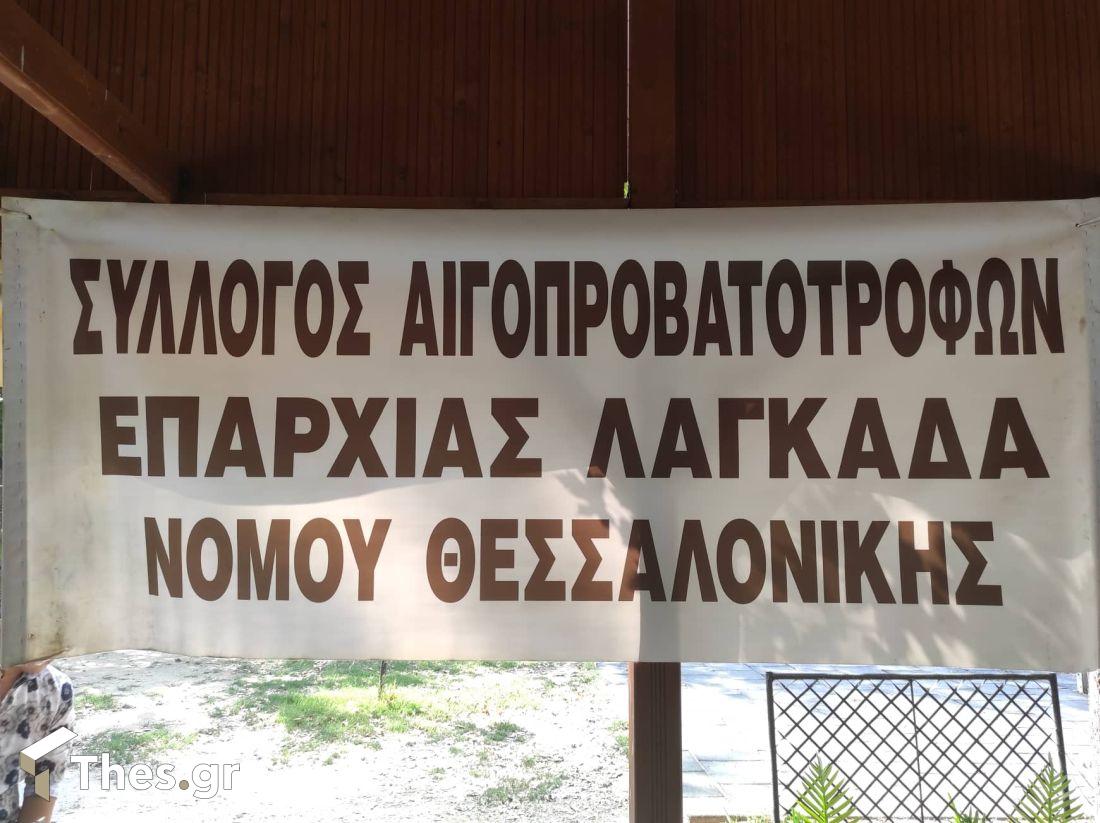 ΣΥΛΛΟΓΟΣ ΑΙΓΟΠΡΟΒΑΤΟΤΡΟΦΩΝ
ΕΠΑΡΧΙΑΣ ΛΑΓΚΑΔΑ
ΝΟΜΟΥ ΘΕΣΣΑΛΟΝΙΚΗΣ
Thes.gr